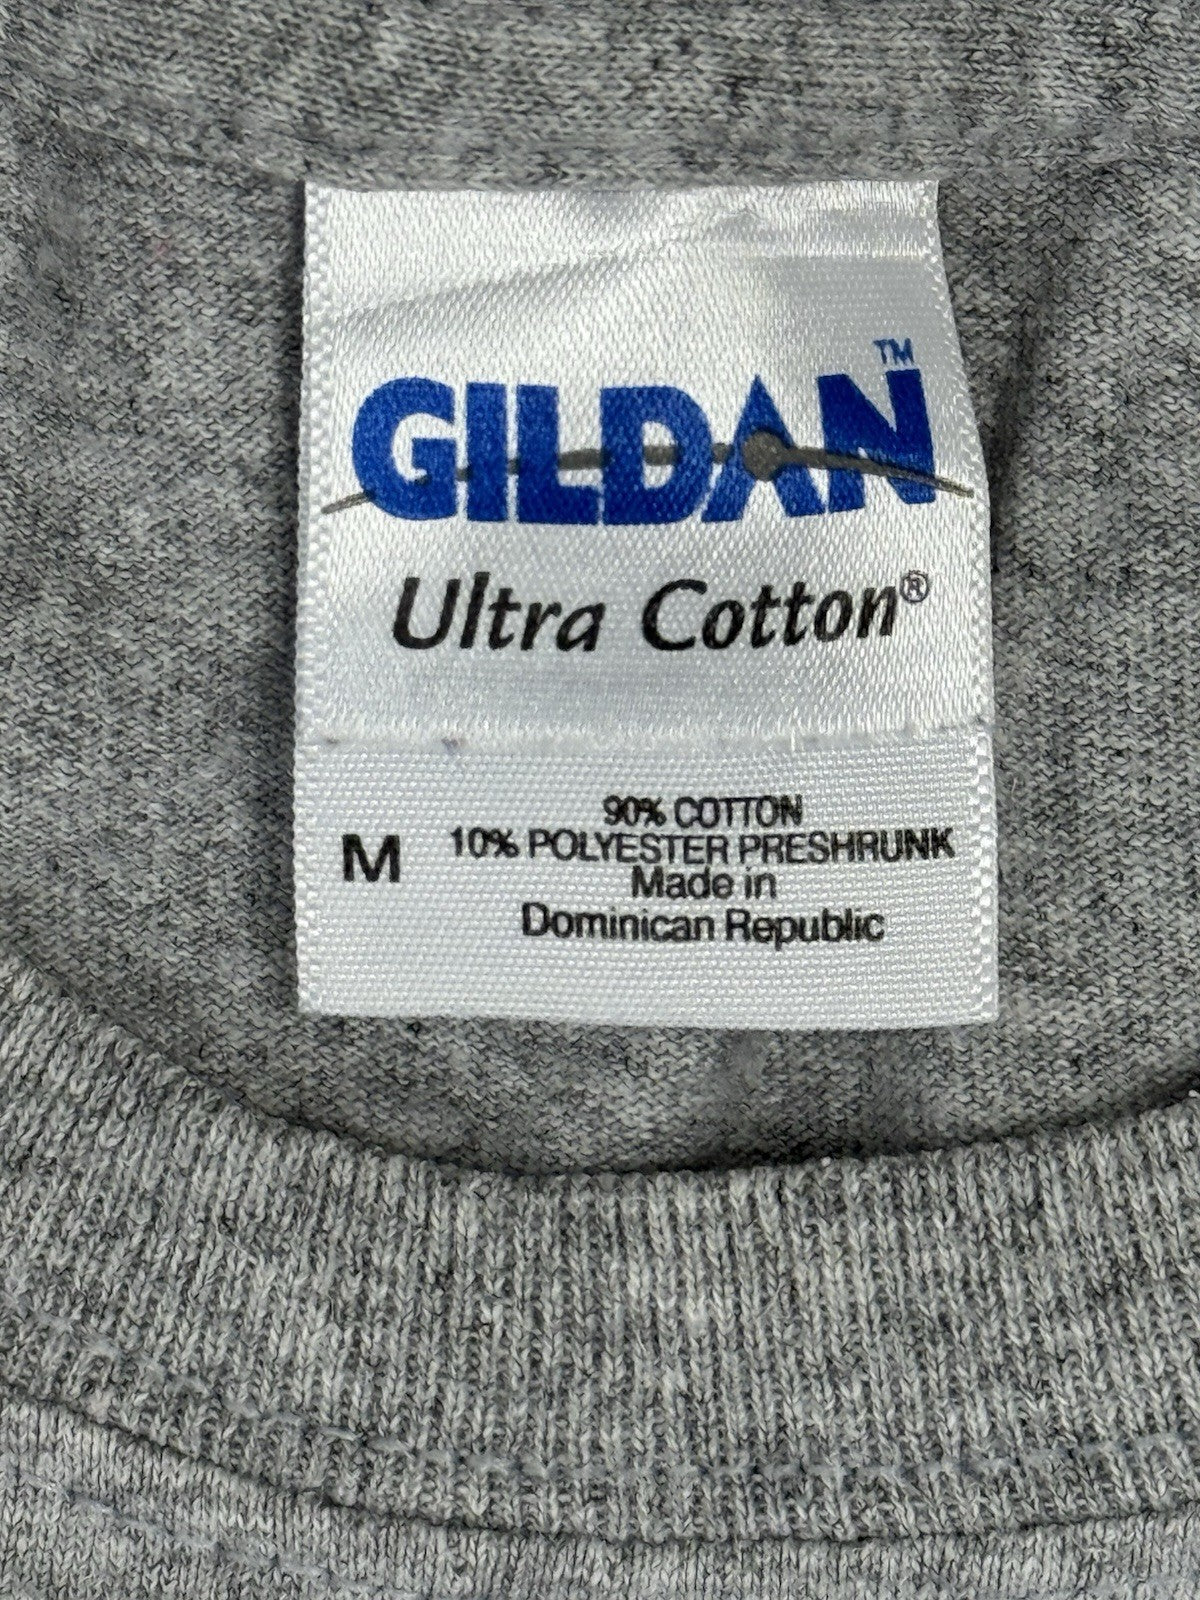 GILDAN™
Ultra Cotton®
90% COTTON
M 10% POLYESTER PRESHRUNK
Made in
Dominican Republic